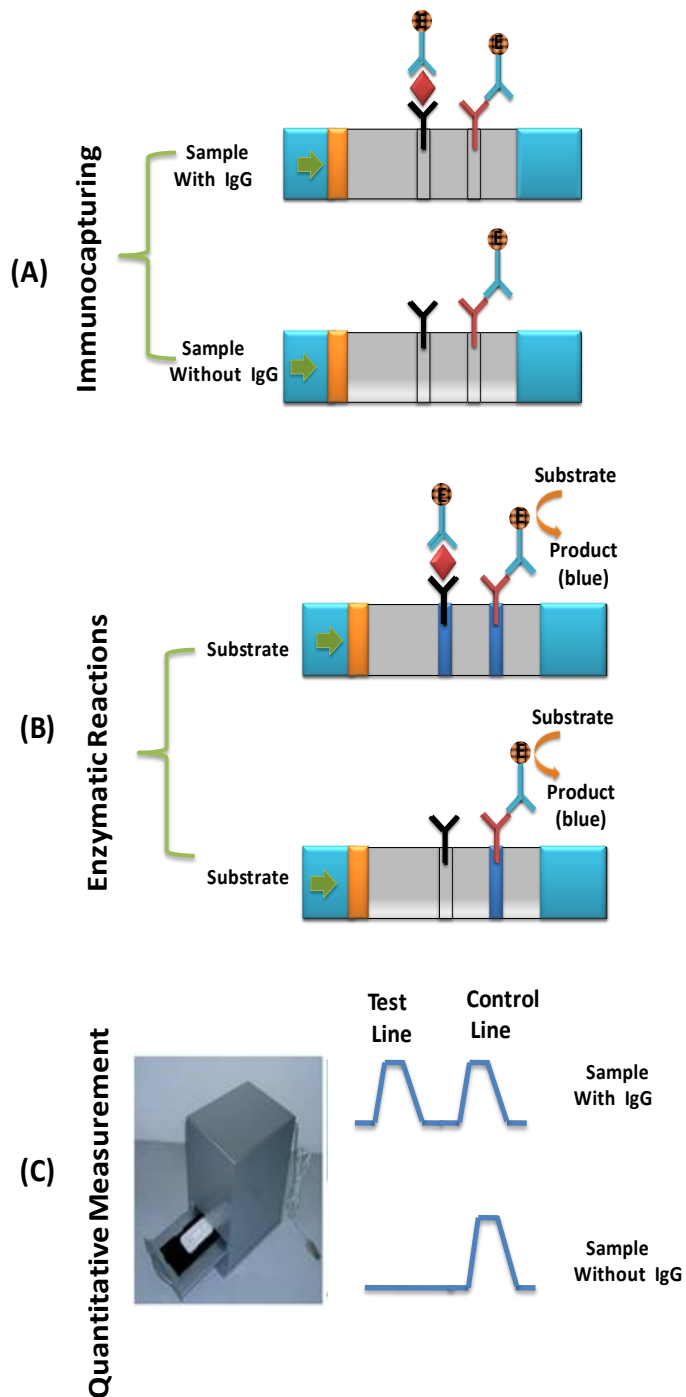 (A)
Immunocapturing
Sample
With IgG
E
E
Sample
Without IgG
E
(B)
Enzymatic Reactions
Substrate
E
E
Substrate
Product
(blue)
Substrate
E
Substrate
Product
(blue)
(C)
Quantitative Measurement
Test
Line
Control
Line
Sample
With IgG
Sample
Without IgG